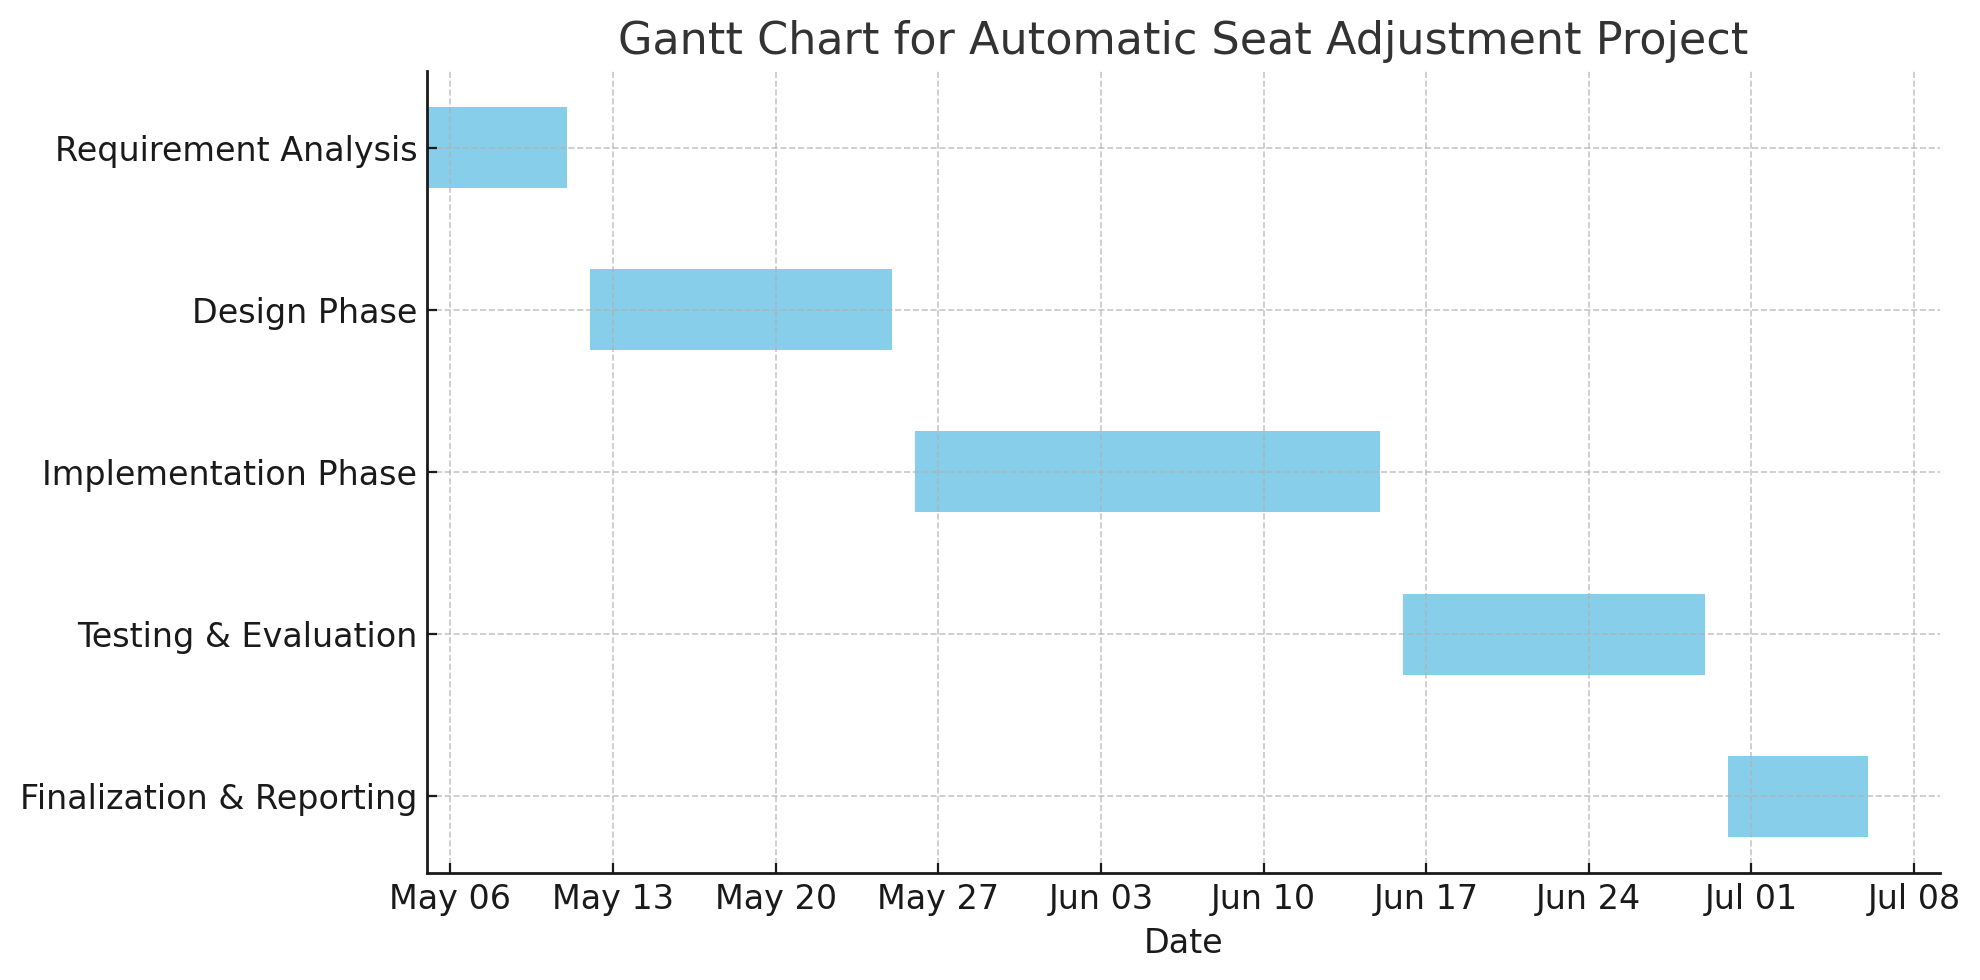 Gantt Chart for Automatic Seat Adjustment Project
Requirement Analysis
Design Phase
Implementation Phase
Testing & Evaluation
Finalization & Reporting
May 06 May 13 May 20 May 27 Jun 03 Jun 10 Jun 17 Jun 24 Jul 01 Jul 08
Date